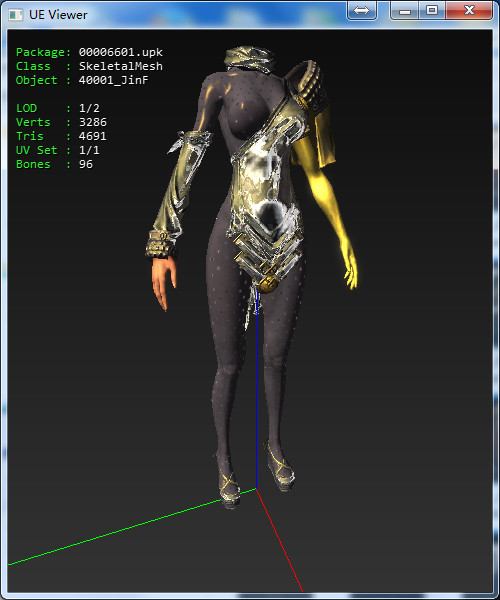 UE Viewer
Package: 00006601.upk
Class  : SkeletalMesh
Object : 40001_JinF
LOD    : 1/2
Verts  : 3286
Tris   : 4691
UV Set : 1/1
Bones  : 96